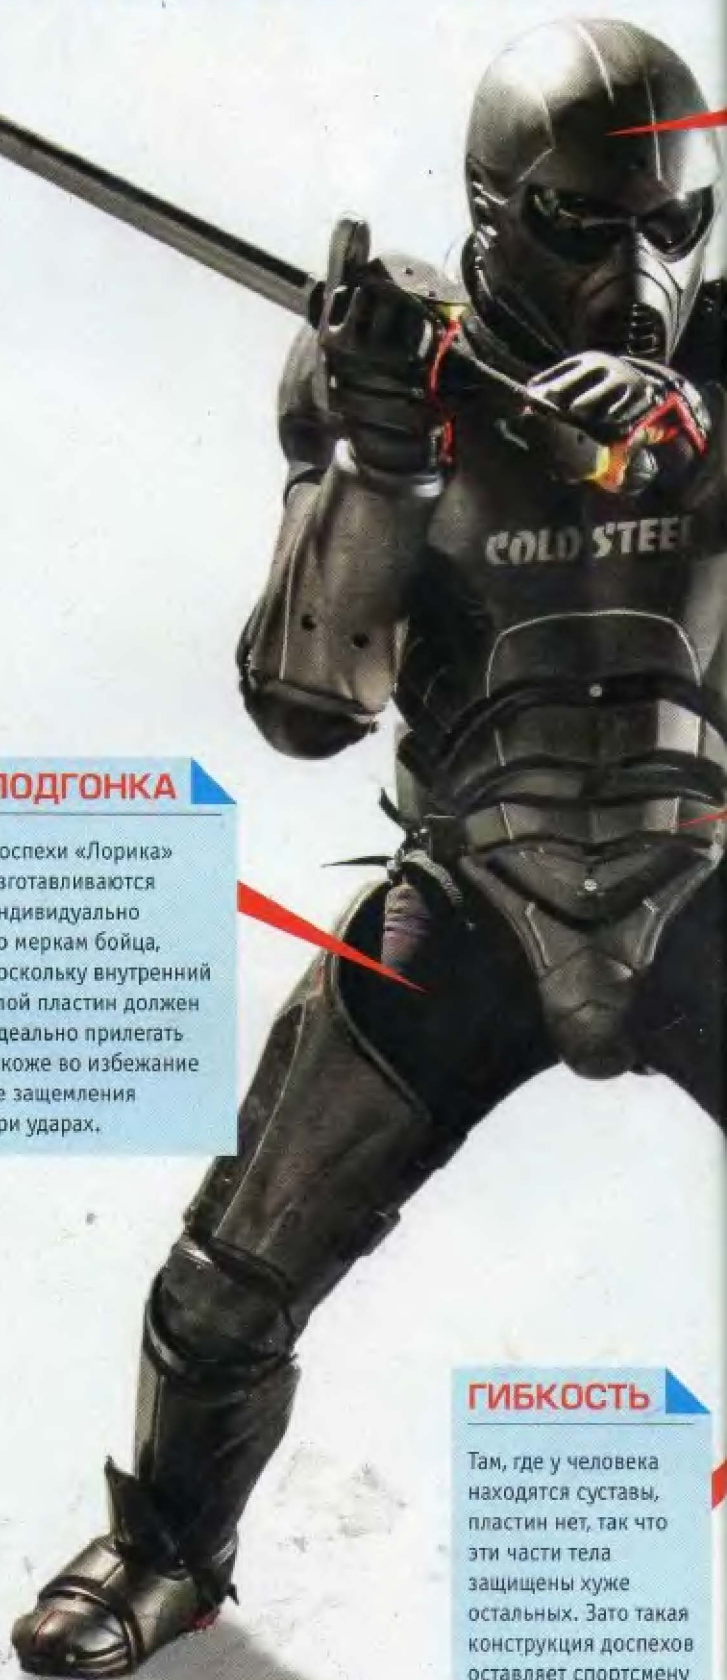 COLD STEEL
ПОДГОНКА
оспехи «Лорика»
зготавливаются
ндивидуально
о меркам бойца,
оскольку внутренний
лой пластин должен
деально прилегать
коже во избежание
е защемления
ри ударах.
ГИБКОСТЬ
Там, где у человека
находятся суставы,
пластин нет, так что
эти части тела
защищены хуже
остальных. Зато такая
конструкция доспехов
оставляет спортсмену